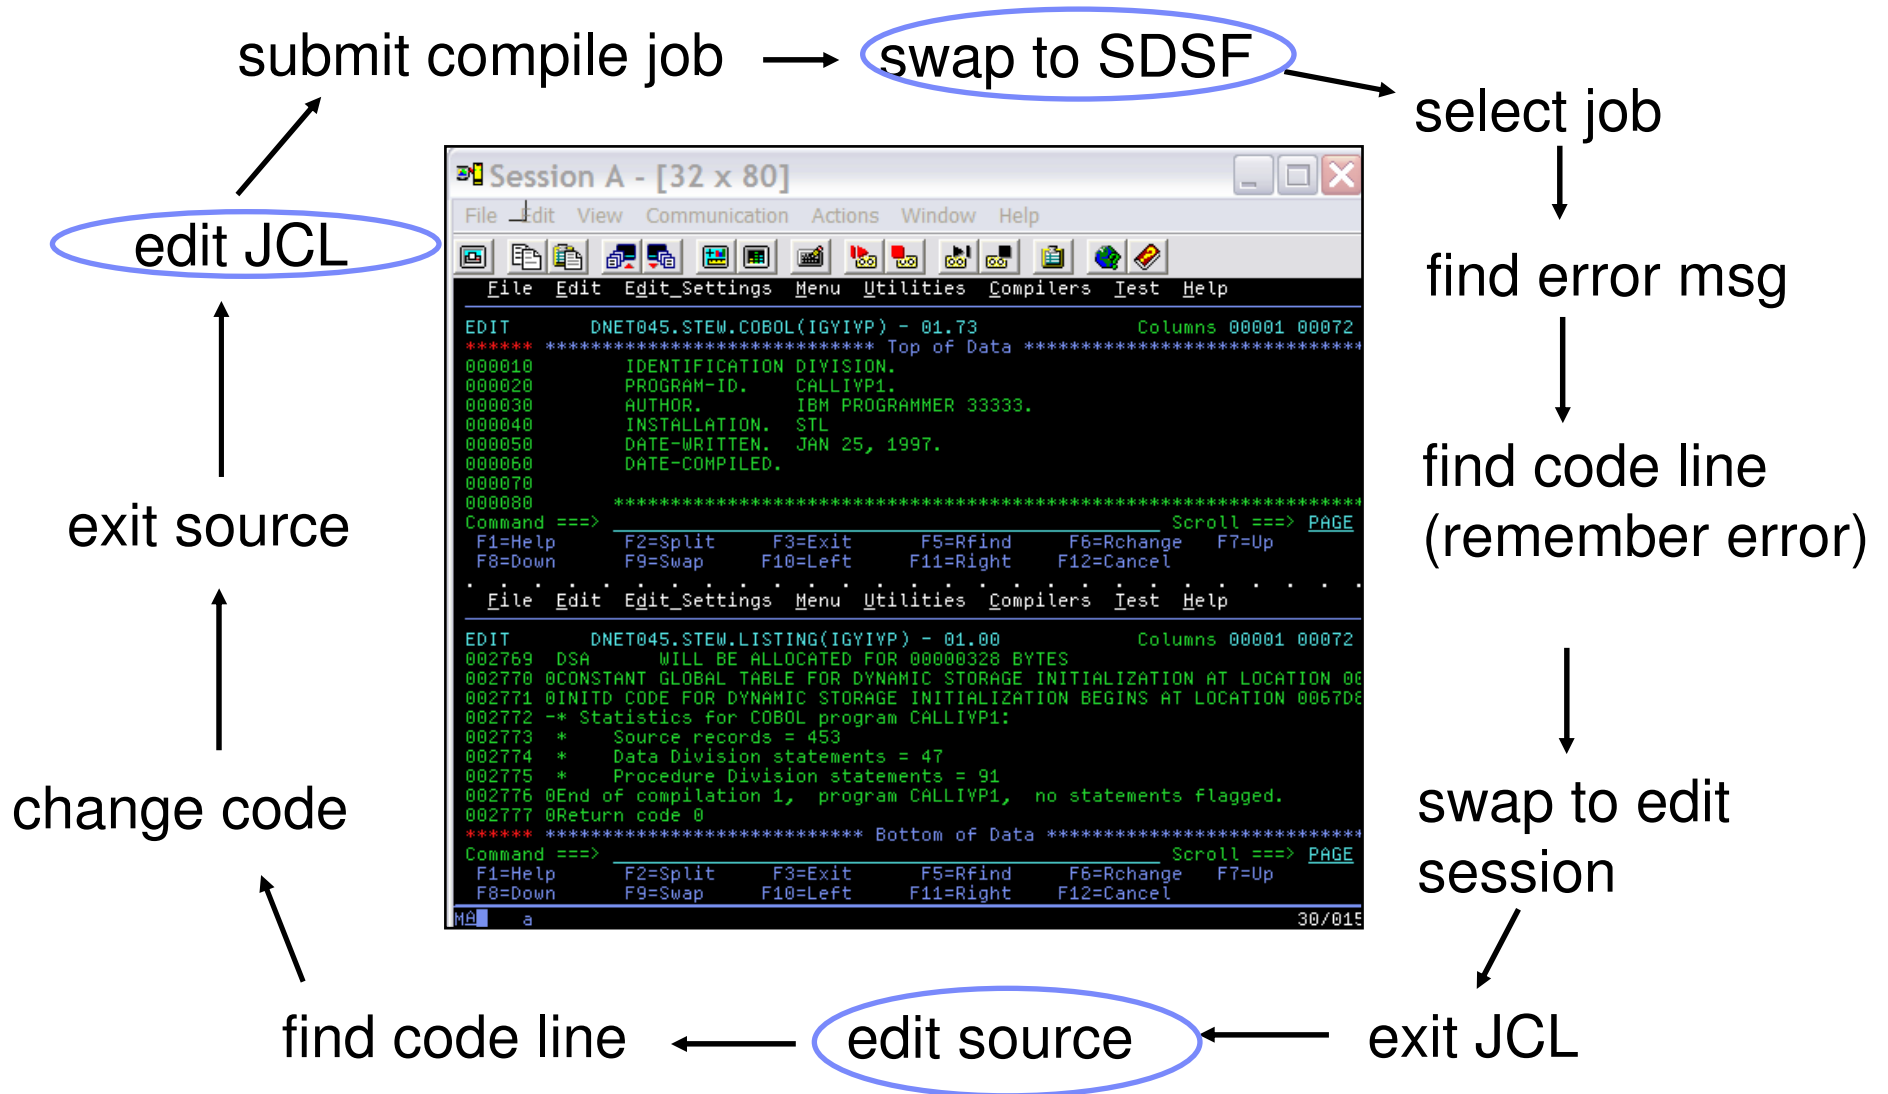 submit compile job
swap to SDSF
select job
find error msg
find code line
(remember error)
swap to edit
session
exit JCL
edit source
find code line
change code
exit source
edit JCL
Session A - [32 x 80]
File Edit View Communication Actions Window Help
File Edit Edit_Settings Menu Utilities Compilers Test Help
EDIT DNET045.STEW.COBOL(IGYIVP) - 01.73 Columns 00001 00072
****** ***************************** Top of Data ******************************
000010 IDENTIFICATION DIVISION.
000020 PROGRAM-ID. CALLIVP1.
000030 AUTHOR. IBM PROGRAMMER 33333.
000040 INSTALLATION. STL
000050 DATE-WRITTEN. JAN 25, 1997.
000060 DATE-COMPILED.
000070
000080 ******************************************************************
Command ===> Scroll ===> PAGE
F1=Help F2=Split F3=Exit F5=Rfind F6=Rchange F7=Up
F8=Down F9=Swap F10=Left F11=Right F12=Cancel
File Edit Edit_Settings Menu Utilities Compilers Test Help
EDIT DNET045.STEW.LISTING(IGYIVP) - 01.00 Columns 00001 00072
002769 DSA WILL BE ALLOCATED FOR 00000328 BYTES
002770 0CONSTANT GLOBAL TABLE FOR DYNAMIC STORAGE INITIALIZATION AT LOCATION 00
002771 0INITD CODE FOR DYNAMIC STORAGE INITIALIZATION BEGINS AT LOCATION 0067D8
002772 -* Statistics for COBOL program CALLIVP1:
002773 * Source records = 453
002774 * Data Division statements = 47
002775 * Procedure Division statements = 91
002776 0End of compilation 1, program CALLIVP1, no statements flagged.
002777 0Return code 0
****** **************************** Bottom of Data ****************************
Command ===> Scroll ===> PAGE
F1=Help F2=Split F3=Exit F5=Rfind F6=Rchange F7=Up
F8=Down F9=Swap F10=Left F11=Right F12=Cancel
MA a 30/015